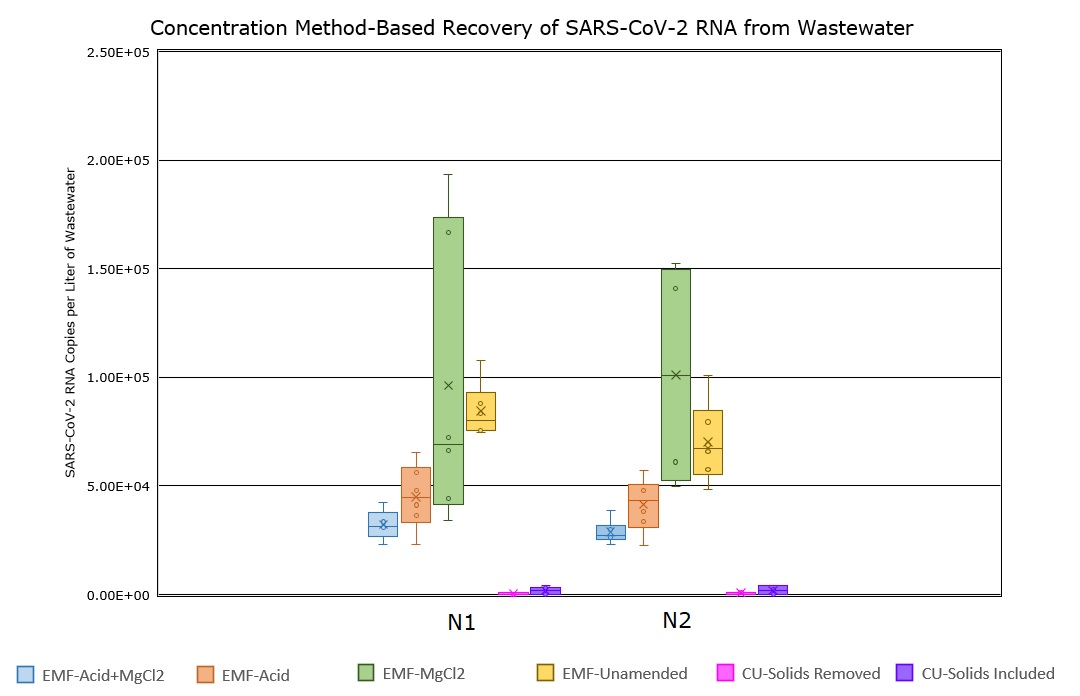 Concentration Method-Based Recovery of SARS-CoV-2 RNA from Wastewater
SARS-CoV-2 RNA Copies per Liter of Wastewater
2.50E+05
2.00E+05
1.50E+05
1.00E+05
5.00E+04
0.00E+00
N1 N2
EMF-Acid+MgCl2 EMF-Acid EMF-MgCl2 EMF-Unamended CU-Solids Removed CU-Solids Included